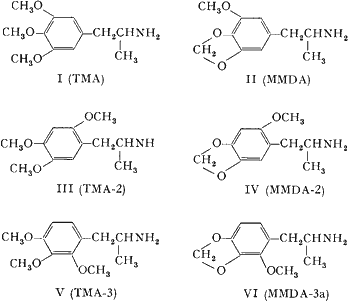 CH₃O CH₂CHNH₂
CH₃O CH₃
CH₃O
I (TMA)
CH₃O CH₂CHNH₂
O CH₃
CH₂
O
II (MMDA)
OCH₃
CH₂CHNH
CH₃O CH₃
CH₃O
III (TMA-2)
OCH₃
O CH₂CHNH₂
CH₂ CH₃
O
IV (MMDA-2)
CH₂CHNH₂
CH₃O CH₃
CH₃O OCH₃
V (TMA-3)
O CH₂CHNH₂
CH₂ CH₃
O OCH₃
VI (MMDA-3a)